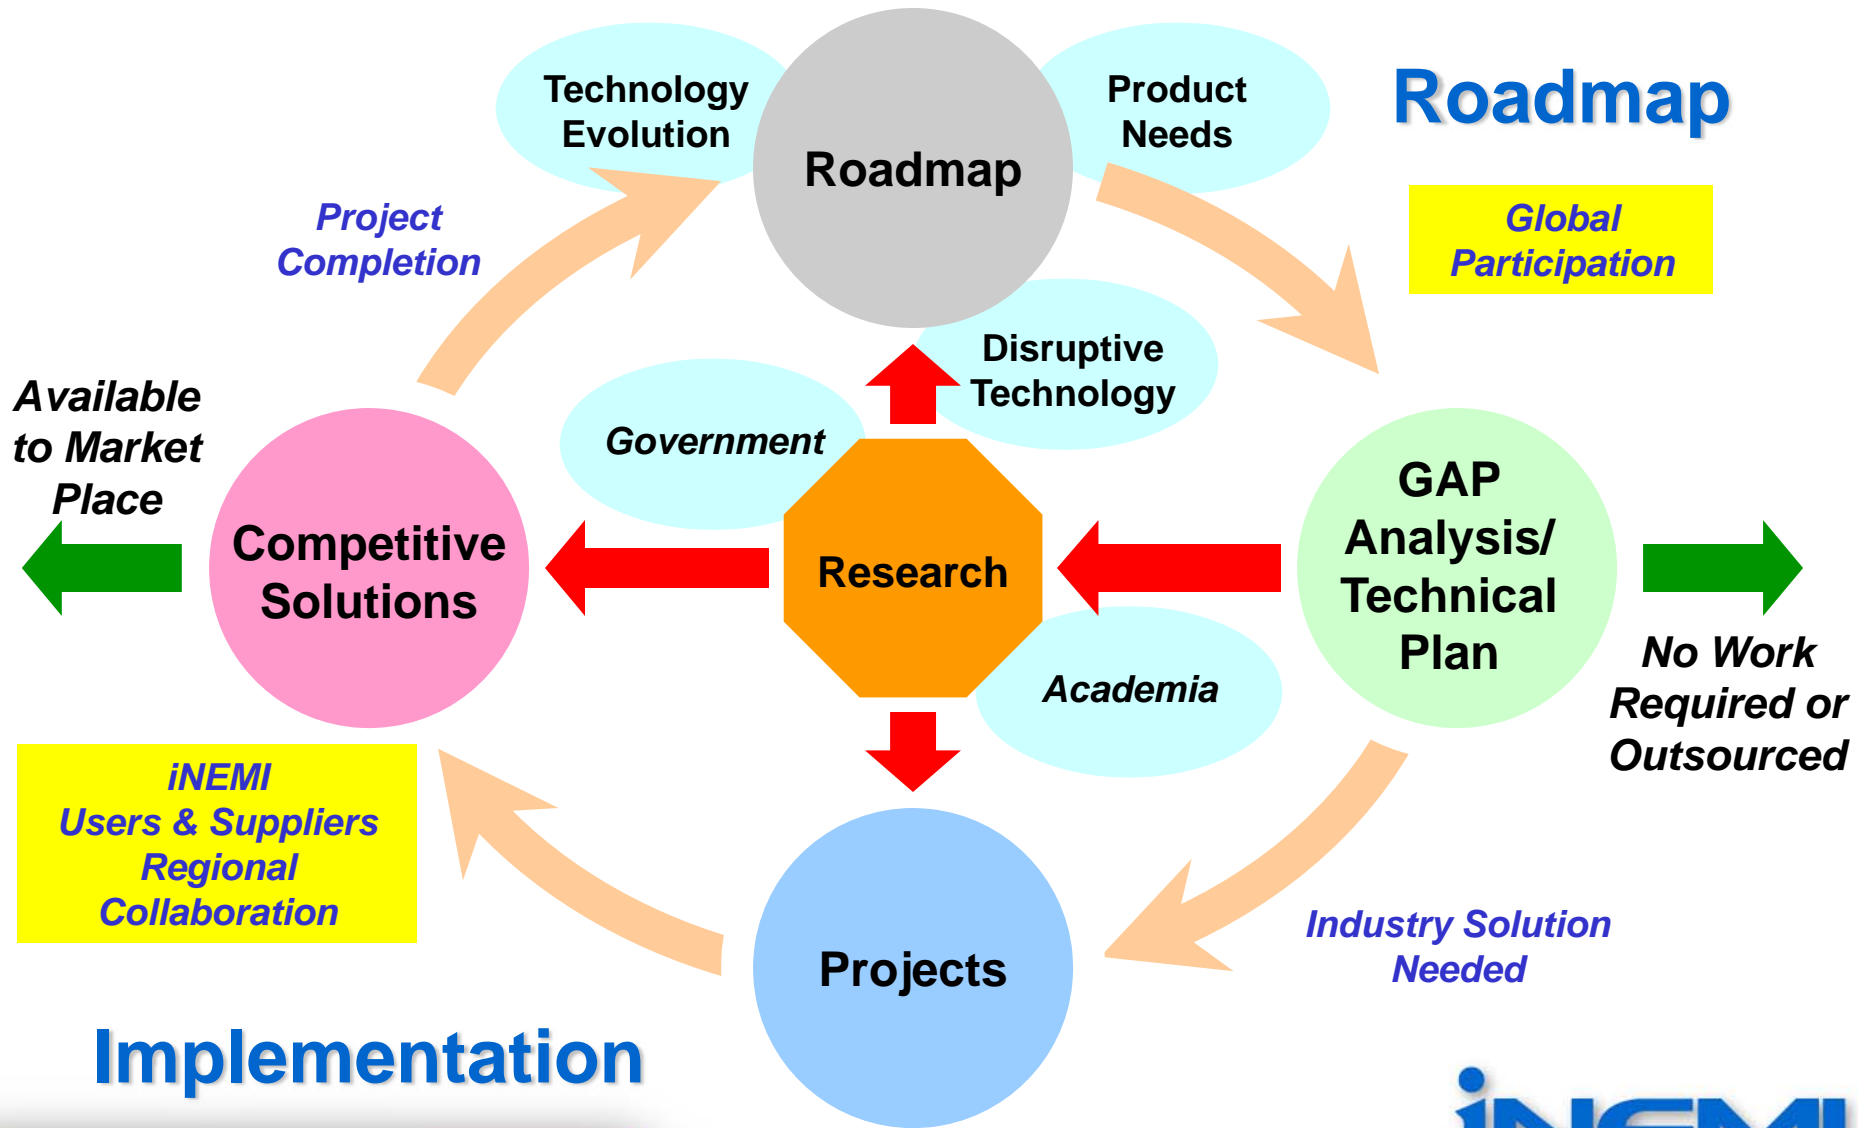 Technology
Evolution
Product
Needs
Roadmap
Roadmap
Project
Completion
Global
Participation
Disruptive
Technology
Available
to Market
Place
Government
GAP
Analysis/
Technical
Plan
Competitive
Solutions
Research
No Work
Required or
Outsourced
Academia
iNEMI
Users & Suppliers
Regional
Collaboration
Industry Solution
Needed
Projects
Implementation
iNEMI